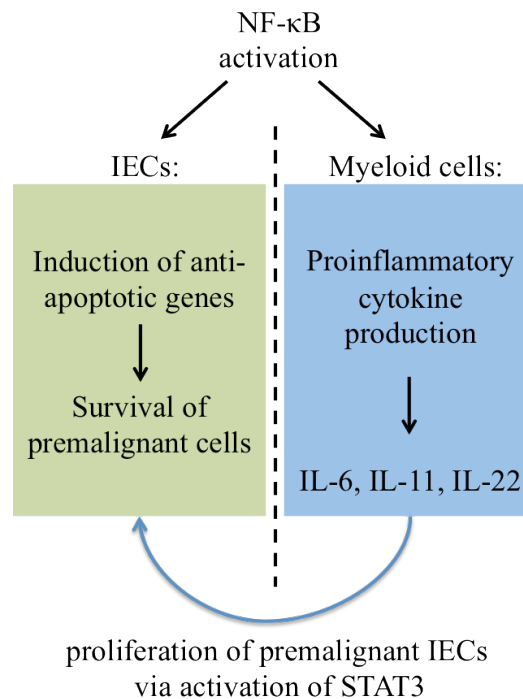 NF-κB
activation
IECs:
Myeloid cells:
Induction of anti-
apoptotic genes
Survival of
premalignant cells
Proinflammatory
cytokine
production
IL-6, IL-11, IL-22
proliferation of premalignant IECs
via activation of STAT3